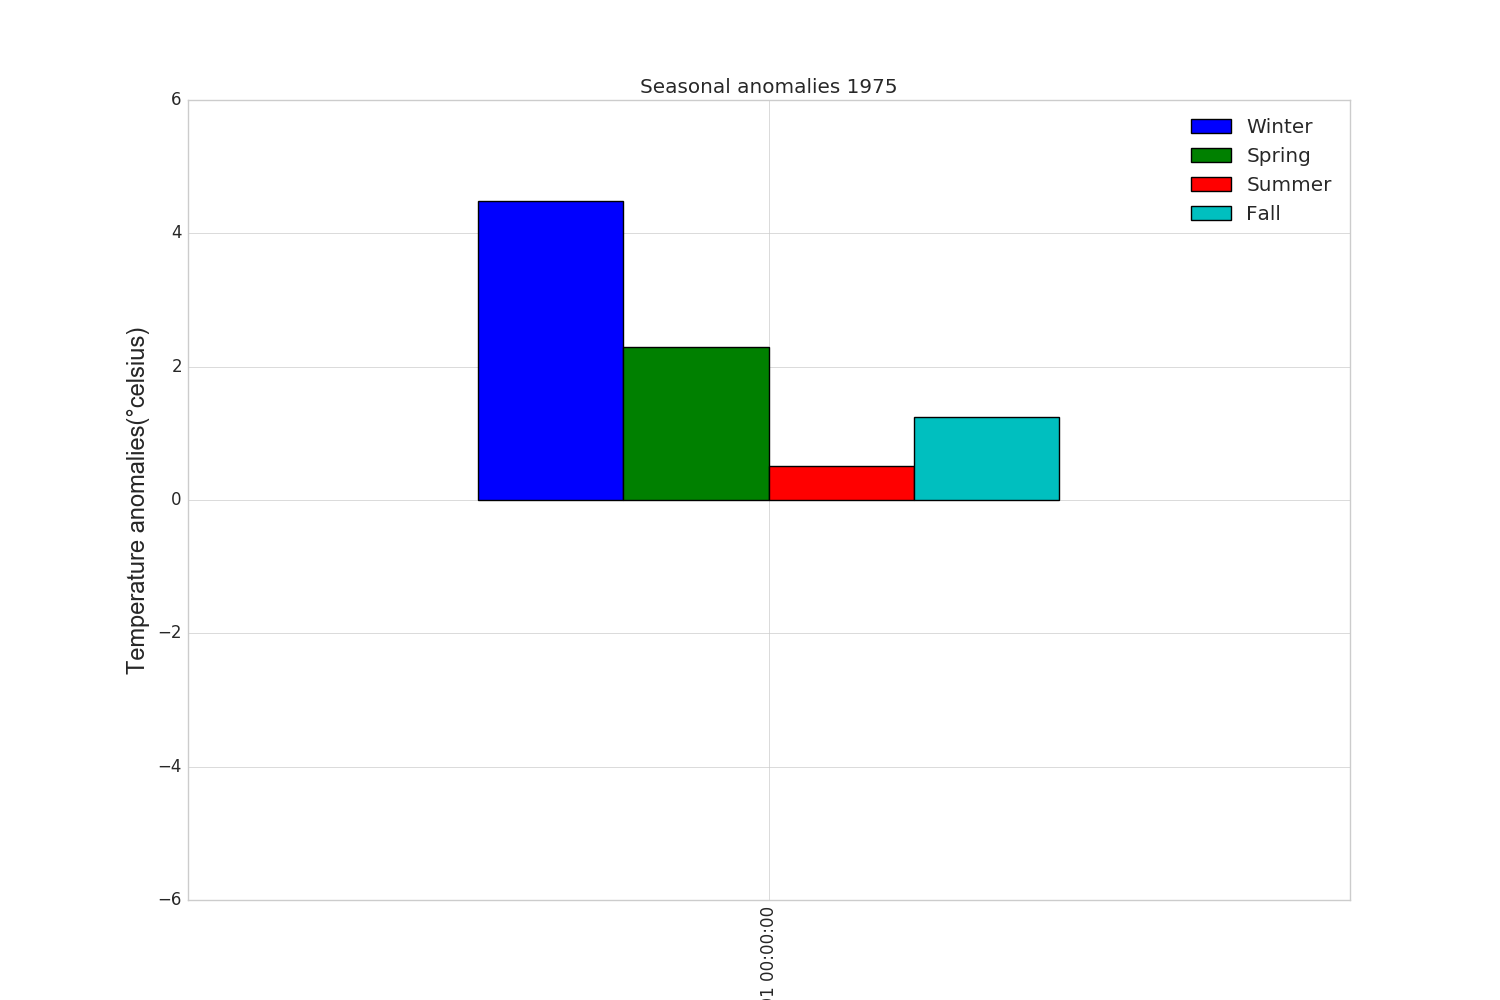 Seasonal anomalies 1975
6
4
2
0
−2
−4
−6
Temperature anomalies(°celsius)
Winter
Spring
Summer
Fall
00:00:00